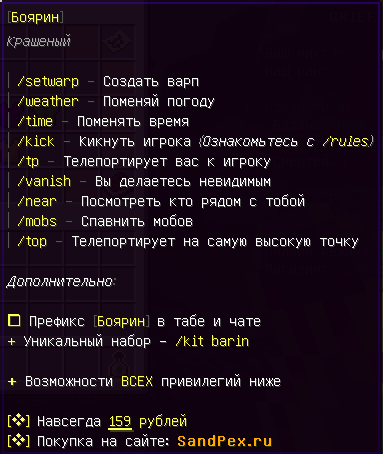 [Боярин]
Крашеный
| /setwarp – Создать варп
| /weather – Поменяй погоду
| /time – Поменять время
| /kick – Кикнуть игрока (Ознакомьтесь с /rules)
| /tp – Телепортирует вас к игроку
| /vanish – Вы делаетесь невидимым
| /near – Посмотреть кто рядом с тобой
| /mobs – Спавнить мобов
| /top – Телепортирует на самую высокую точку
Дополнительно:
☐ Префикс [Боярин] в табе и чате
+ Уникальный набор – /kit barin
+ Возможности ВСЕХ привилегий ниже
[❖] Навсегда 159 рублей
[❖] Покупка на сайте: SandPex.ru